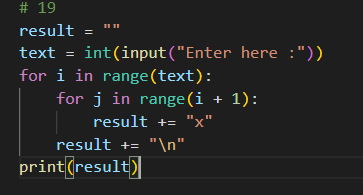 # 19
result = ""
text = int(input("Enter here :"))
for i in range(text):
    for j in range(i + 1):
        result += "x"
    result += "\n"
print(result)